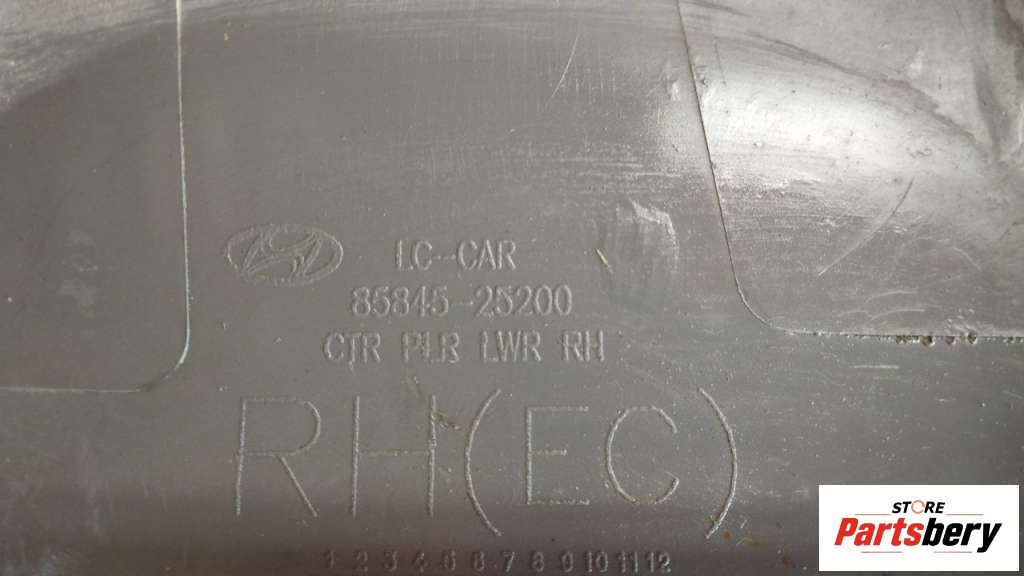 LC-CAR
85845-25200
CTR PLR LWR RH
RH(EC)
1 2 3 4 5 6 7 8 9 10 11 12
STORE
Partsbery